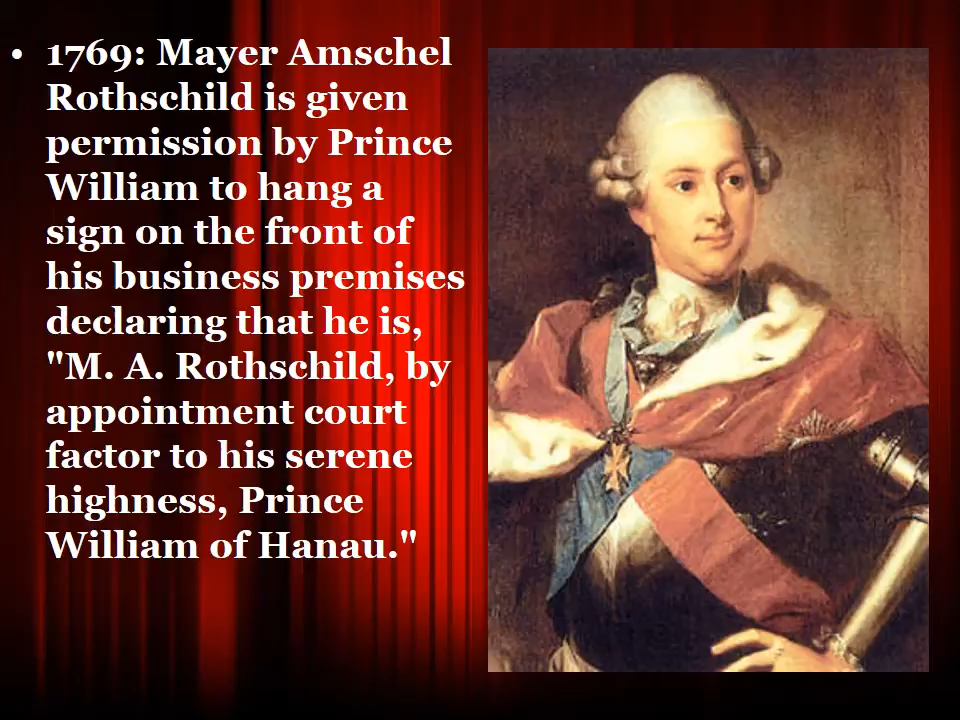 • 1769: Mayer Amschel
Rothschild is given
permission by Prince
William to hang a
sign on the front of
his business premises
declaring that he is,
"M. A. Rothschild, by
appointment court
factor to his serene
highness, Prince
William of Hanau."